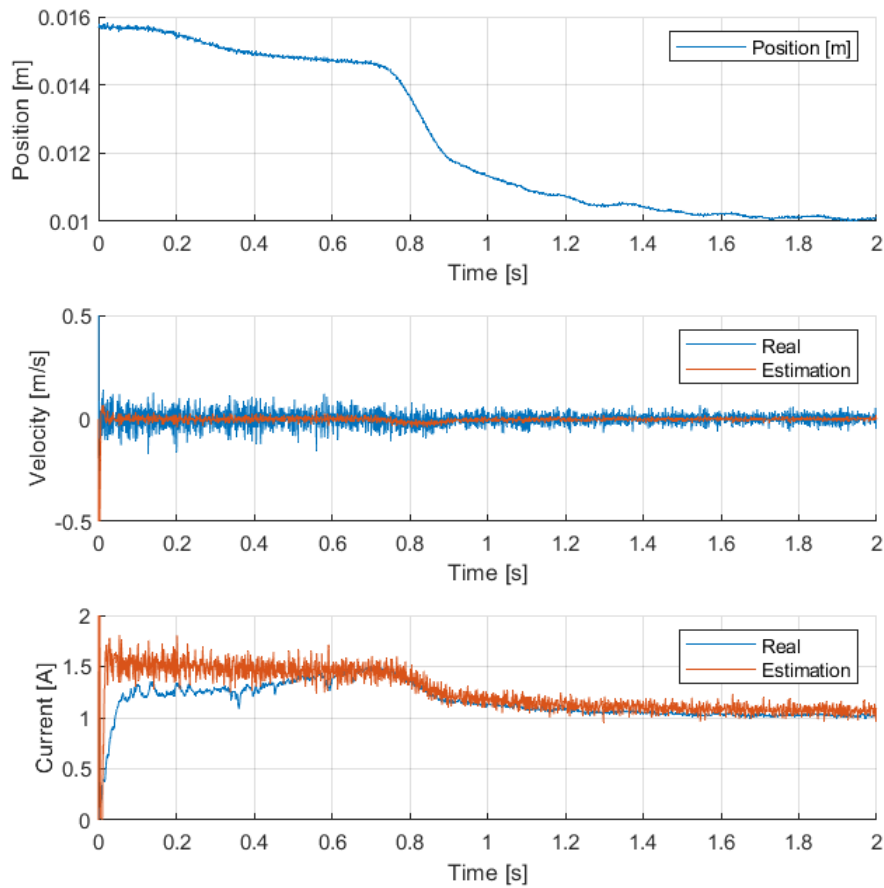 0.016
0.014
0.012
0.01
Position [m]
Position [m]
0 0.2 0.4 0.6 0.8 1 1.2 1.4 1.6 1.8 2
Time [s]
0.5
0
-0.5
Velocity [m/s]
Real
Estimation
0 0.2 0.4 0.6 0.8 1 1.2 1.4 1.6 1.8 2
Time [s]
2
1.5
1
0.5
0
Current [A]
Real
Estimation
0 0.2 0.4 0.6 0.8 1 1.2 1.4 1.6 1.8 2
Time [s]